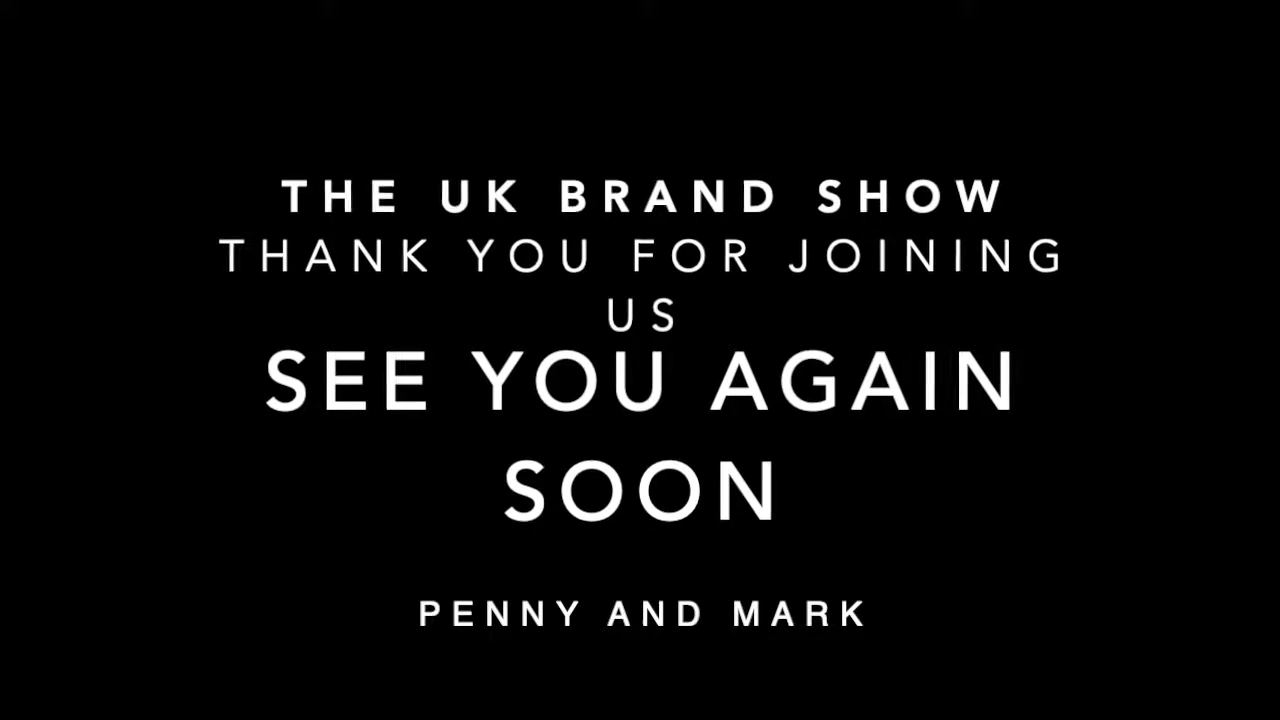 THE UK BRAND SHOW
THANK YOU FOR JOINING
US
SEE YOU AGAIN
SOON
PENNY AND MARK